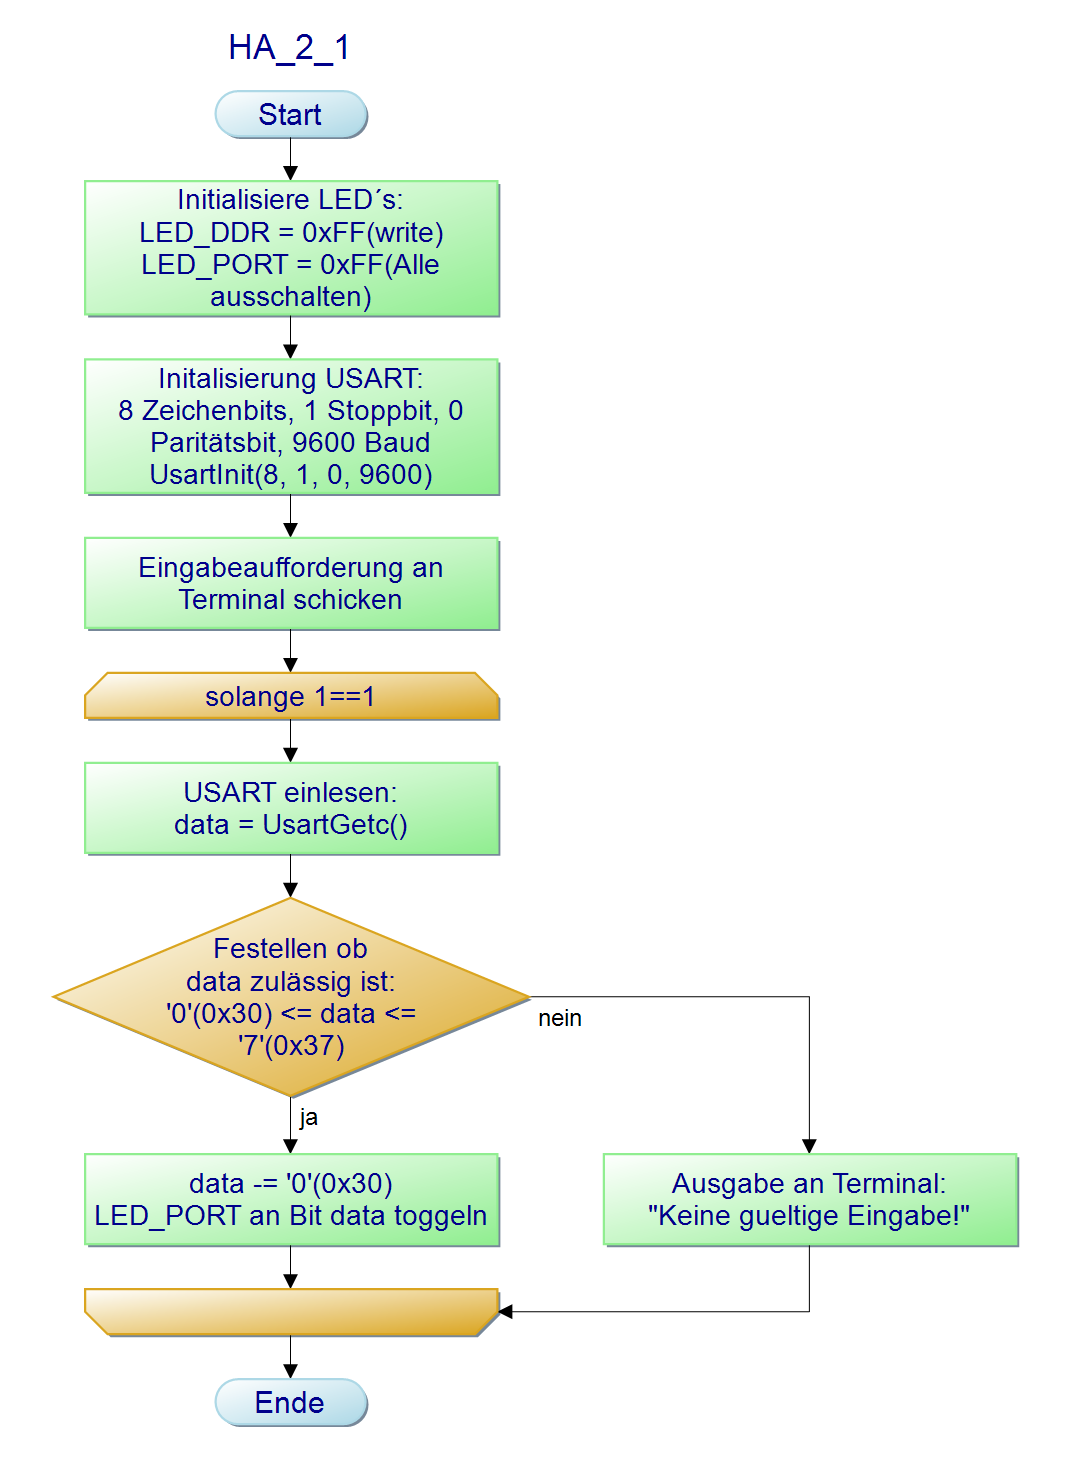 HA_2_1
Start
Initialisiere LED´s:
LED_DDR = 0xFF(write)
LED_PORT = 0xFF(Alle
ausschalten)
Initalisierung USART:
8 Zeichenbits, 1 Stoppbit, 0
Paritätsbit, 9600 Baud
UsartInit(8, 1, 0, 9600)
Eingabeaufforderung an
Terminal schicken
solange 1==1
USART einlesen:
data = UsartGetc()
Festellen ob
data zulässig ist:
'0'(0x30) <= data <=
'7'(0x37)
nein
ja
data -= '0'(0x30)
LED_PORT an Bit data toggeln
Ausgabe an Terminal:
"Keine gueltige Eingabe!"
Ende